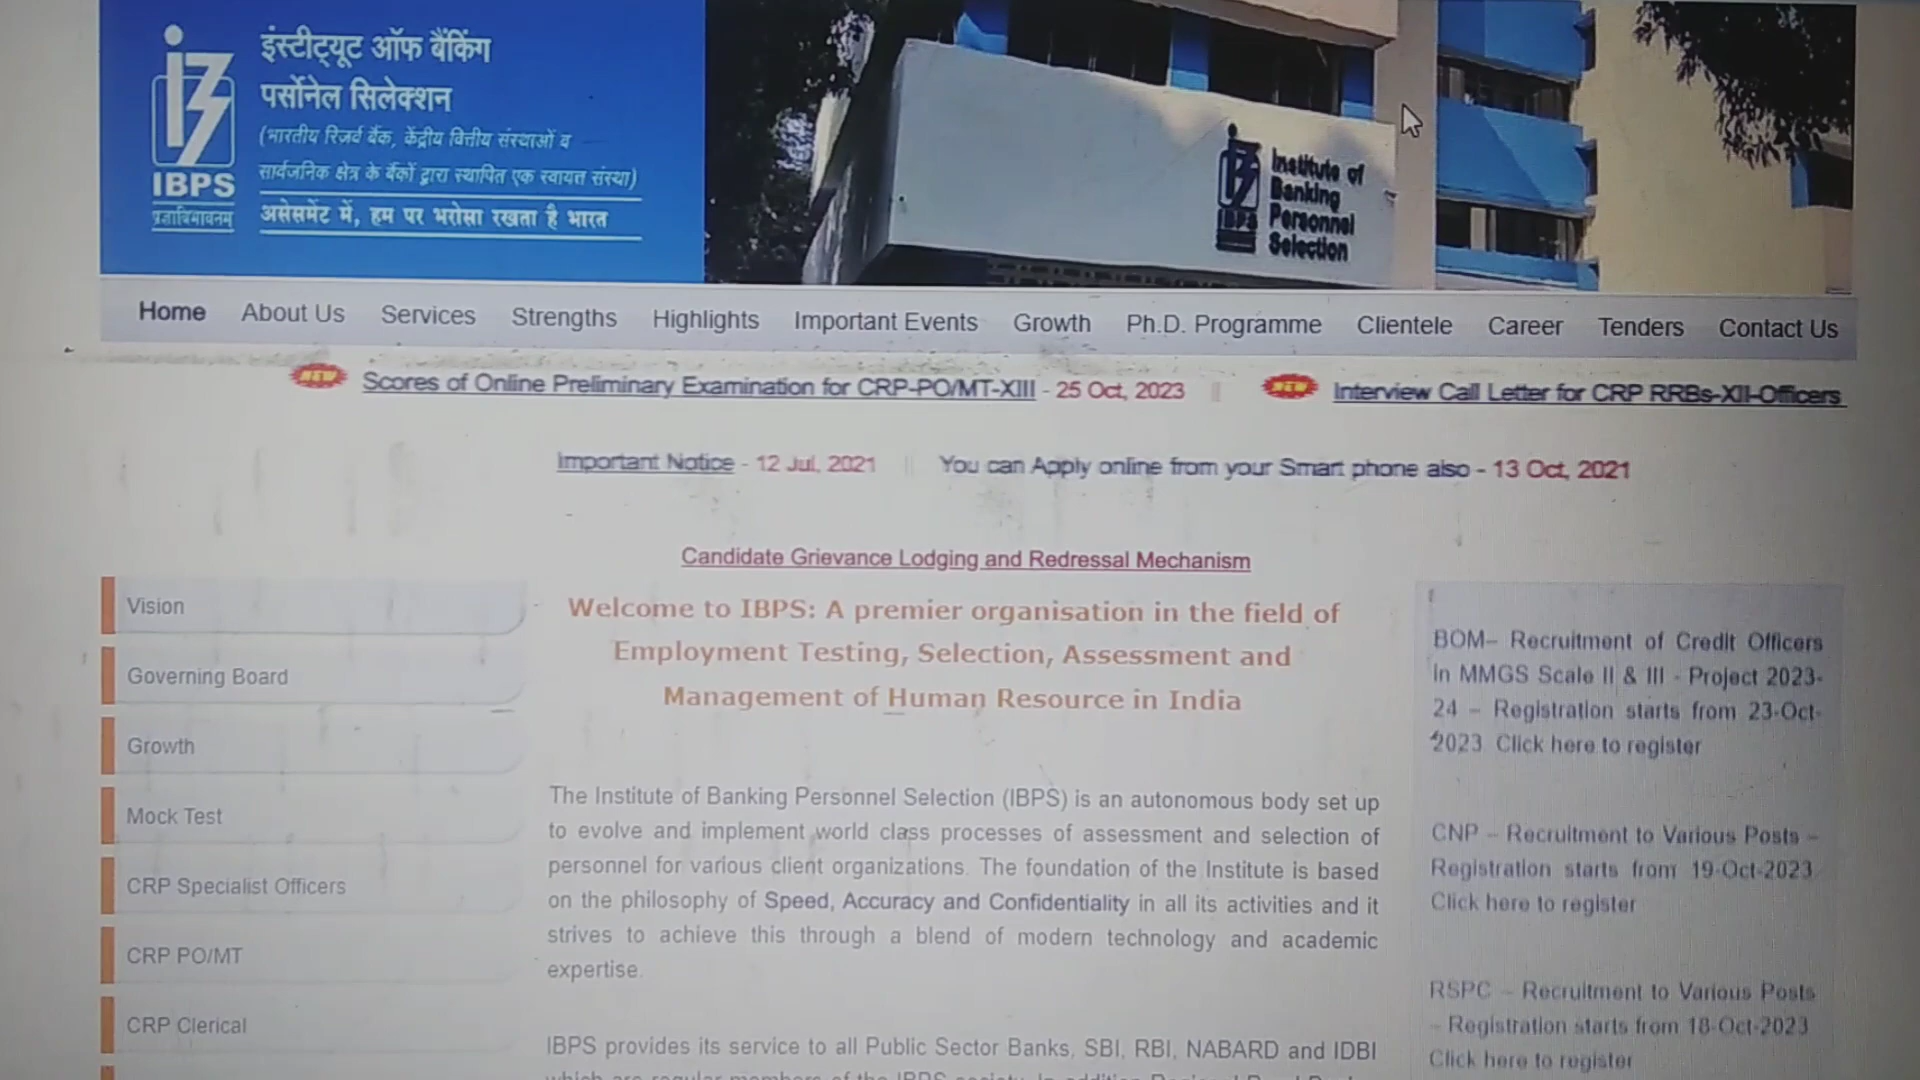 इंस्टीट्यूट ऑफ बैंकिंग
पर्सोनेल सिलेक्शन
(भारतीय रिजर्व बैंक, केंद्रीय वित्तीय संस्थाओं व
सार्वजनिक क्षेत्र के बैंकों द्वारा स्थापित एक स्वायत्त संस्था)
असेसमेंट में, हम पर भरोसा रखता है भारत
IBPS
Institute of
Banking
Personnel
Selection
IBPS
Home About Us Services Strengths Highlights Important Events Growth Ph.D. Programme Clientele Career Tenders Contact Us
NEW Scores of Online Preliminary Examination for CRP-PO/MT-XIII - 25 Oct, 2023 || NEW Interview Call Letter for CRP RRBs-XII-Officers
Important Notice - 12 Jul, 2021 || You can Apply online from your Smart phone also - 13 Oct, 2021
Candidate Grievance Lodging and Redressal Mechanism
Vision
Governing Board
Growth
Mock Test
CRP Specialist Officers
CRP PO/MT
CRP Clerical
Welcome to IBPS: A premier organisation in the field of
Employment Testing, Selection, Assessment and
Management of Human Resource in India
The Institute of Banking Personnel Selection (IBPS) is an autonomous body set up
to evolve and implement world class processes of assessment and selection of
personnel for various client organizations. The foundation of the Institute is based
on the philosophy of Speed, Accuracy and Confidentiality in all its activities and it
strives to achieve this through a blend of modern technology and academic
expertise.
IBPS provides its service to all Public Sector Banks, SBI, RBI, NABARD and IDBI
BOM– Recruitment of Credit Officers
in MMGS Scale II & III - Project 2023-
24 – Registration starts from 23-Oct-
2023 Click here to register
CNP – Recruitment to Various Posts –
Registration starts from 19-Oct-2023
Click here to register
RSPC – Recruitment to Various Posts
– Registration starts from 18-Oct-2023
Click here to register